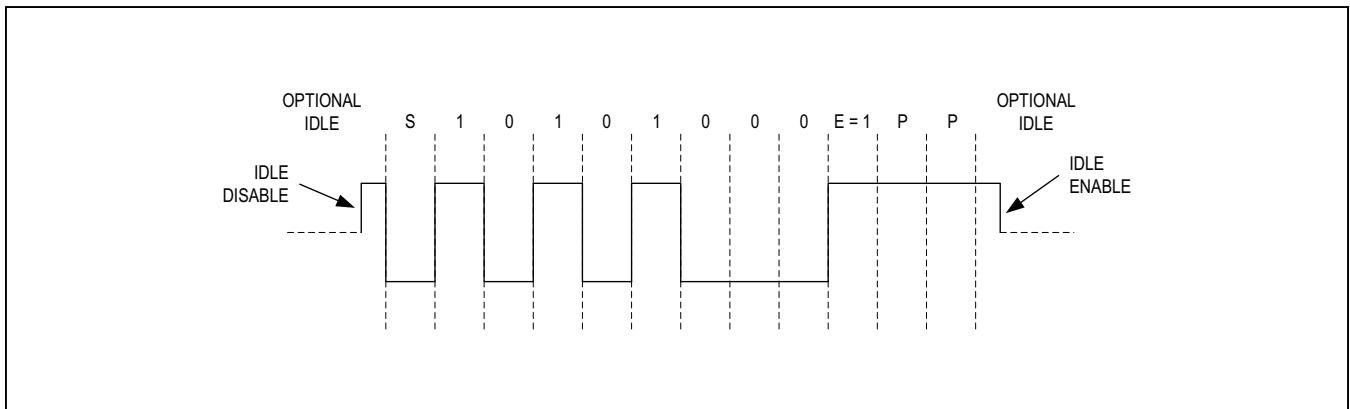 OPTIONAL
IDLE
S 1 0 1 0 1 0 0 0 E = 1 P P
OPTIONAL
IDLE
IDLE
DISABLE
IDLE
ENABLE